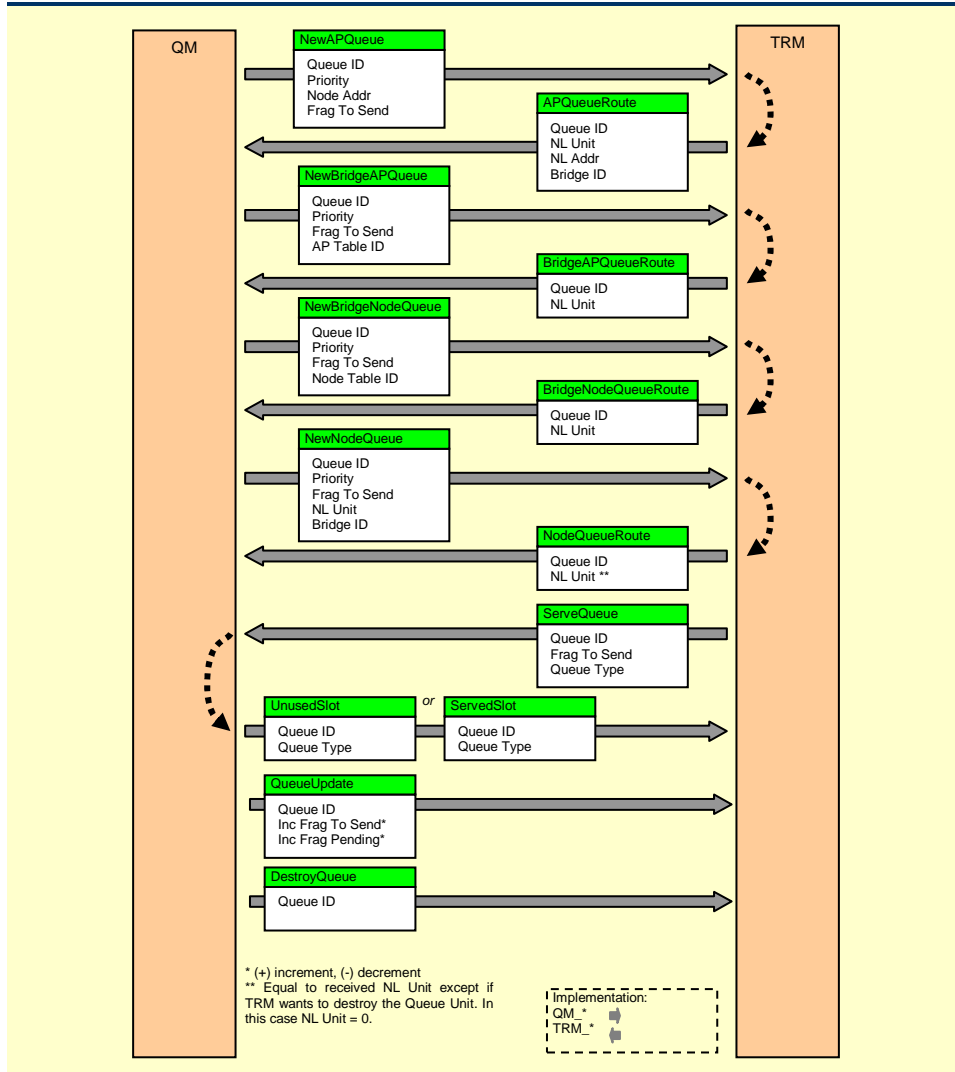 QM
TRM
NewAPQueue
Queue ID
Priority
Node Addr
Frag To Send
APQueueRoute
Queue ID
NL Unit
NL Addr
Bridge ID
NewBridgeAPQueue
Queue ID
Priority
Frag To Send
AP Table ID
BridgeAPQueueRoute
Queue ID
NL Unit
NewBridgeNodeQueue
Queue ID
Priority
Frag To Send
Node Table ID
BridgeNodeQueueRoute
Queue ID
NL Unit
NewNodeQueue
Queue ID
Priority
Frag To Send
NL Unit
Bridge ID
NodeQueueRoute
Queue ID
NL Unit **
ServeQueue
Queue ID
Frag To Send
Queue Type
UnusedSlot
Queue ID
Queue Type
or
ServedSlot
Queue ID
Queue Type
QueueUpdate
Queue ID
Inc Frag To Send*
Inc Frag Pending*
DestroyQueue
Queue ID
* (+) increment, (-) decrement
** Equal to received NL Unit except if
TRM wants to destroy the Queue Unit. In
this case NL Unit = 0.
Implementation:
QM_*
TRM_*